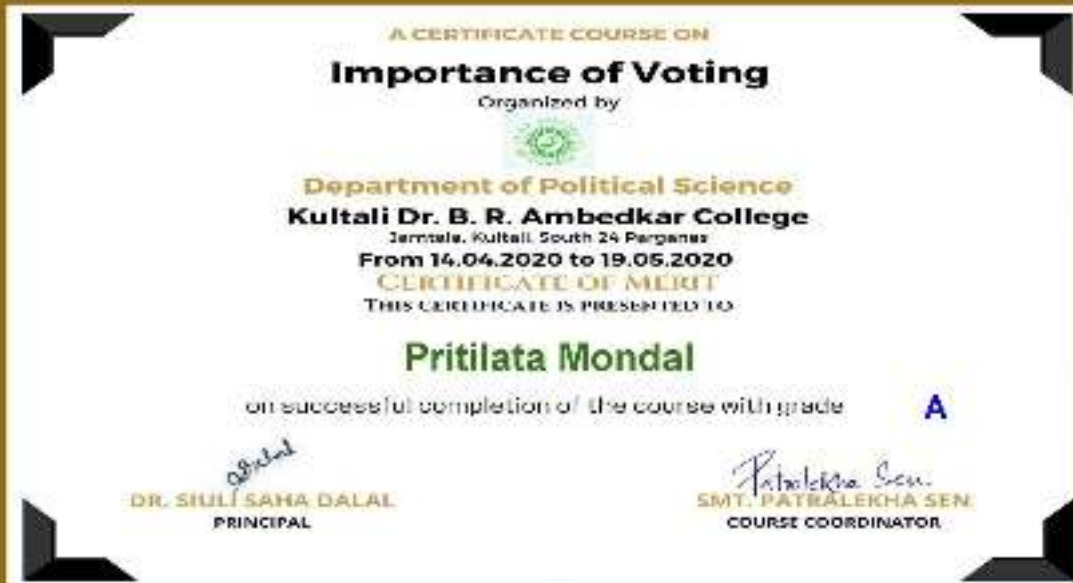 A CERTIFICATE COURSE ON
Importance of Voting
Organized by
Department of Political Science
Kultali Dr. B. R. Ambedkar College
Jamtala, Kultali, South 24 Parganas
From 14.04.2020 to 19.05.2020
CERTIFICATE OF MERIT
THIS CERTIFICATE IS PRESENTED TO
Pritilata Mondal
on successful completion of the course with grade A
Patralekha Sen.
DR. SIULI SAHA DALAL
SMT. PATRALEKHA SEN
PRINCIPAL
COURSE COORDINATOR